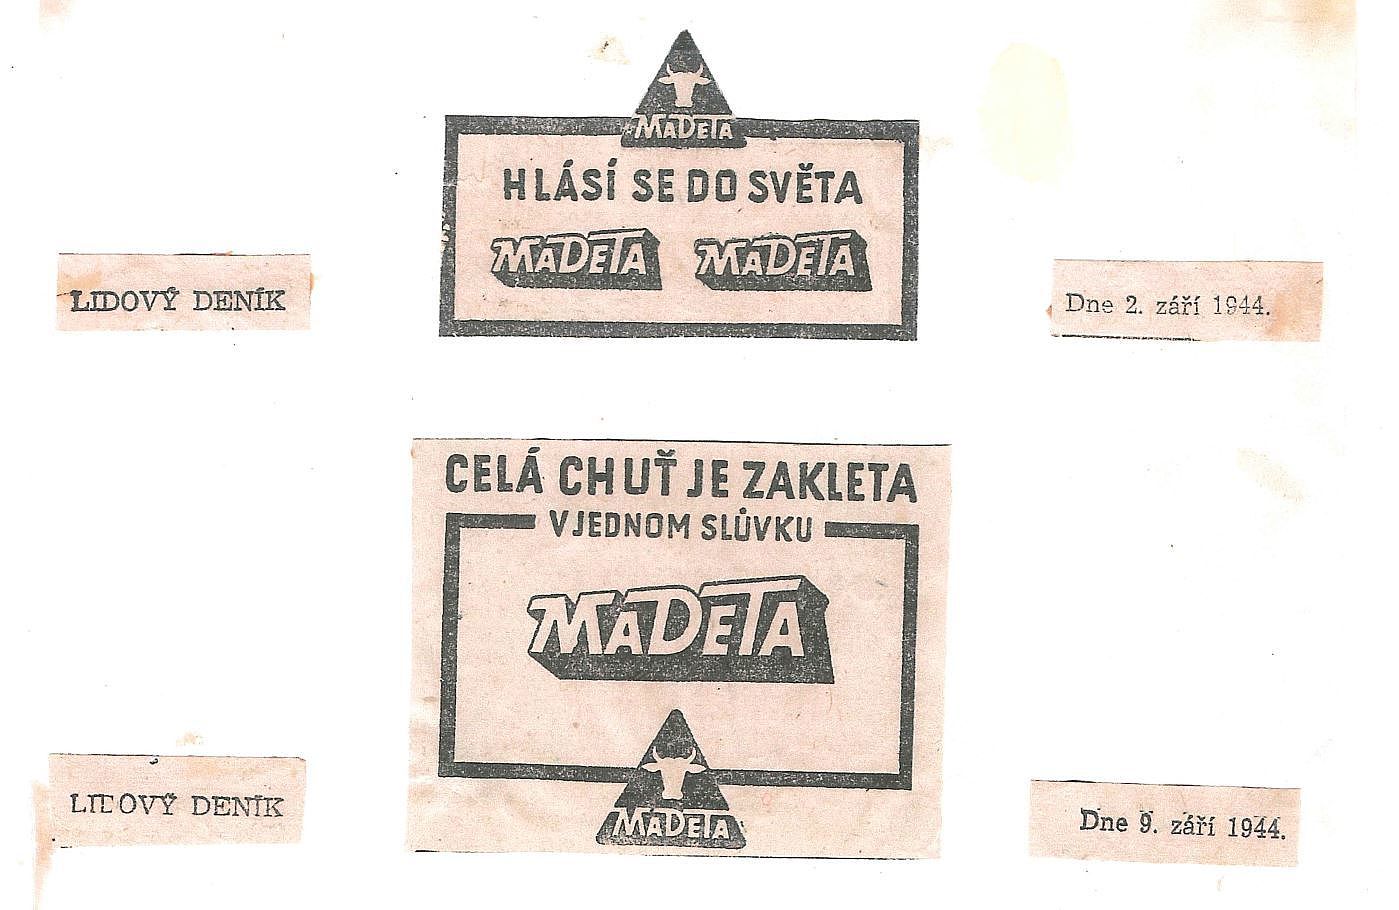 MADETA
HLÁSÍ SE DO SVĚTA
MADETA MADETA
LIDOVÝ DENÍK
Dne 2. září 1944.
CELÁ CHUŤ JE ZAKLETA
V JEDNOM SLŮVKU
MADETA
MADETA
LIDOVÝ DENÍK
Dne 9. září 1944.